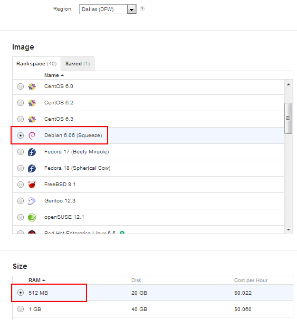 Region Dallas (DFW)
Image
Rackspace (40) Saved (1)
Name
CentOS 6.0
CentOS 6.2
CentOS 6.3
Debian 6.06 (Squeeze)
Fedora 17 (Beefy Miracle)
Fedora 18 (Spherical Cow)
FreeBSD 9.1
Gentoo 12.3
openSUSE 12.1
Red Hat Enterprise Linux
Size
RAM Disk Cost per Hour
512 MB 20 GB $0.022
1 GB 40 GB $0.060